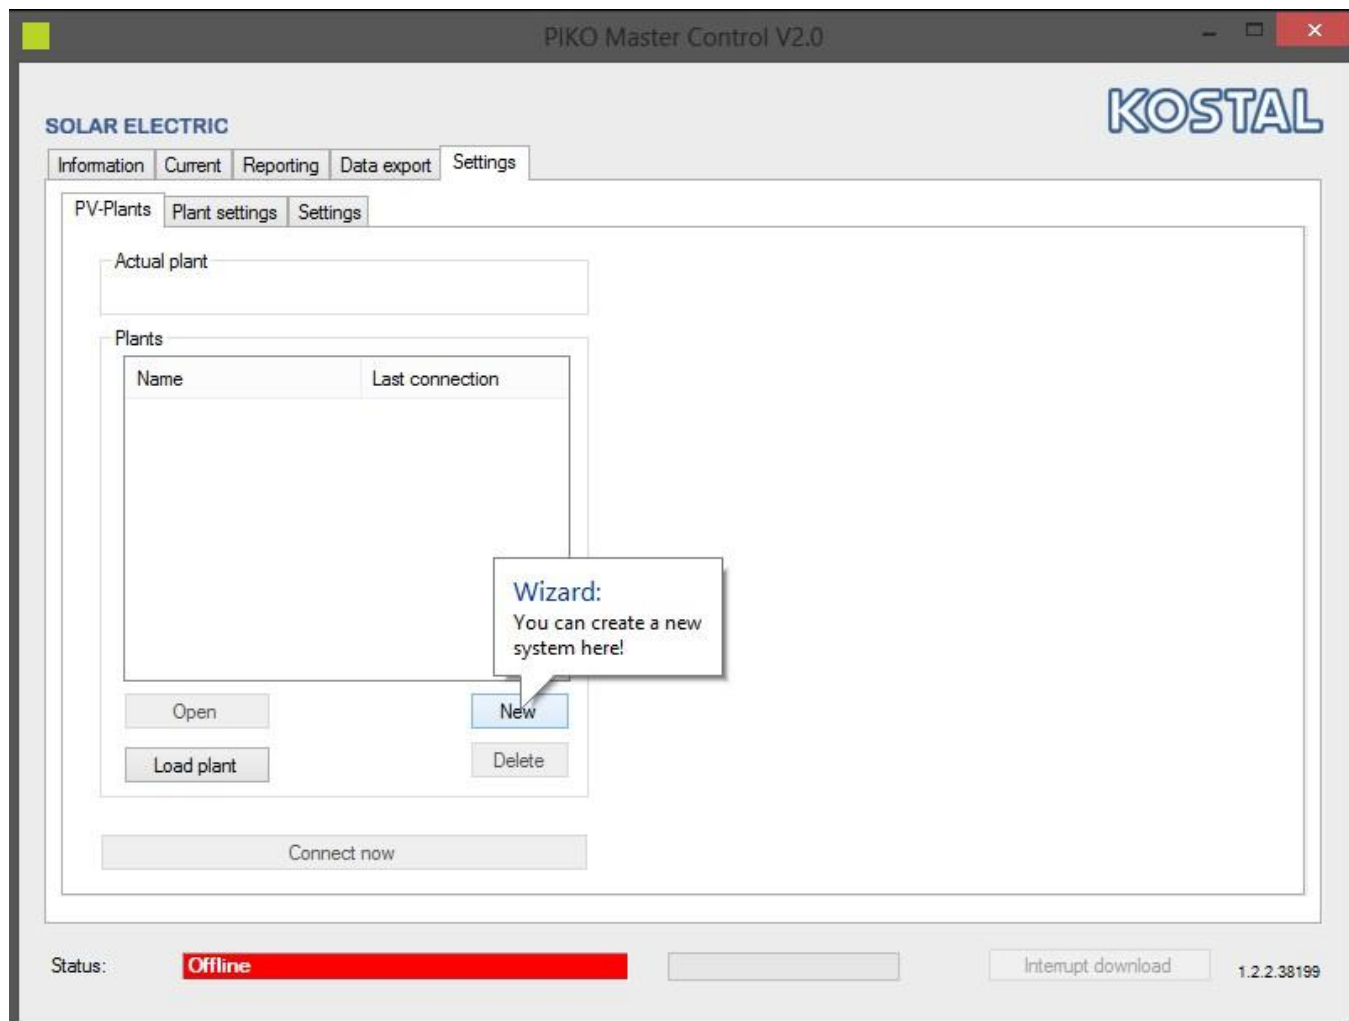 PIKO Master Control V2.0
KOSTAL
SOLAR ELECTRIC
Information Current Reporting Data export Settings
PV-Plants Plant settings Settings
Actual plant
Plants
Name Last connection
Wizard:
You can create a new
system here!
Open New
Load plant Delete
Connect now
Status: Offline Interrupt download 1.2.2.38199